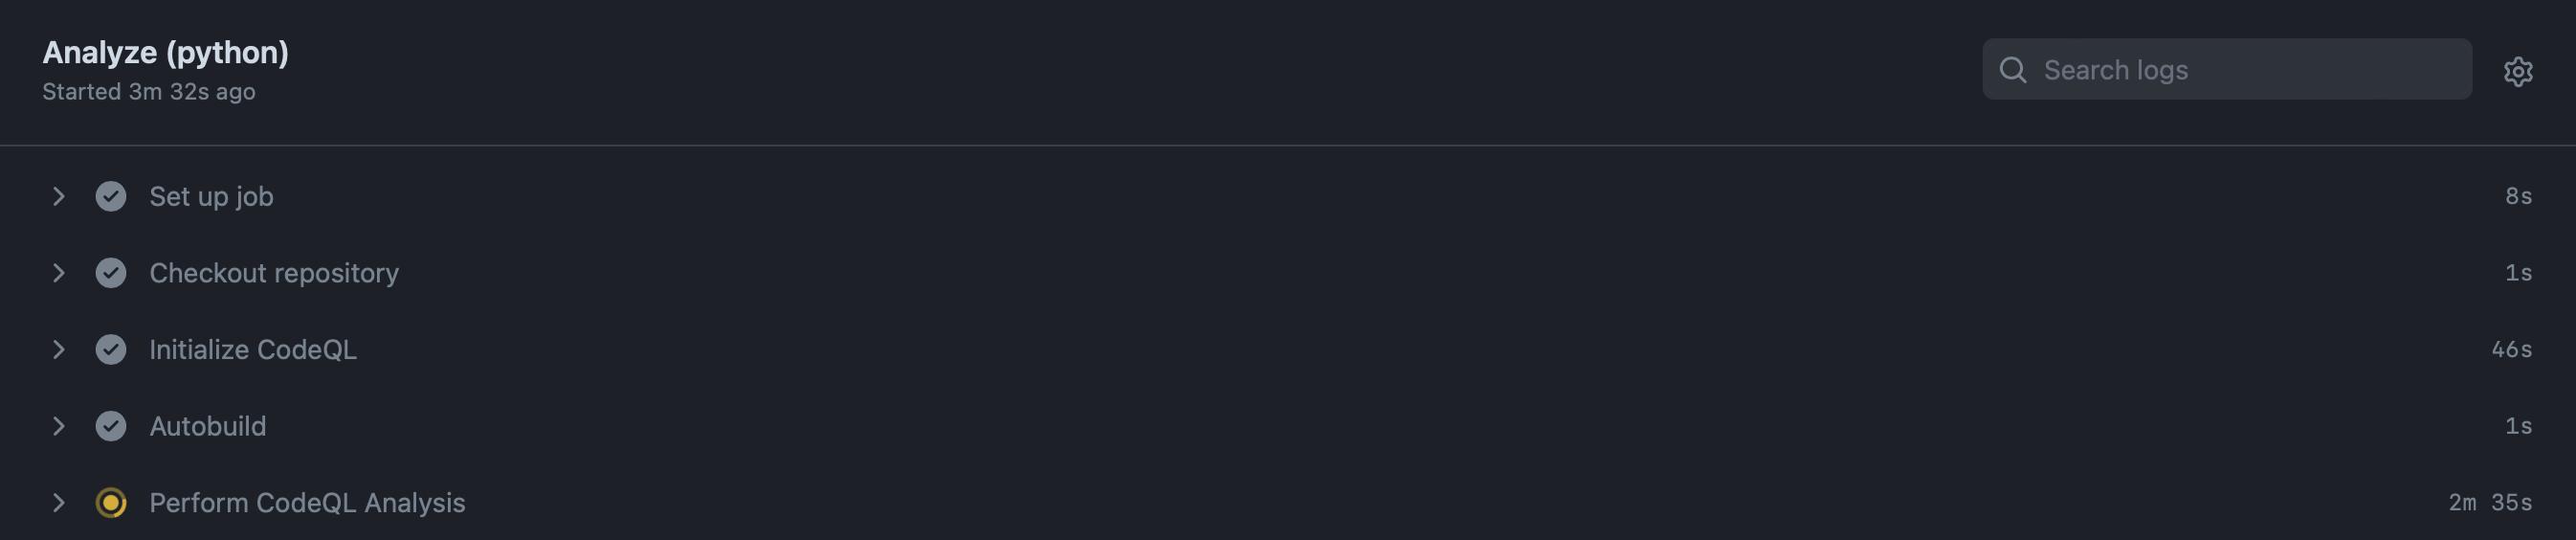 Analyze (python)
Started 3m 32s ago
Search logs
Set up job 8s
Checkout repository 1s
Initialize CodeQL 46s
Autobuild 1s
Perform CodeQL Analysis 2m 35s